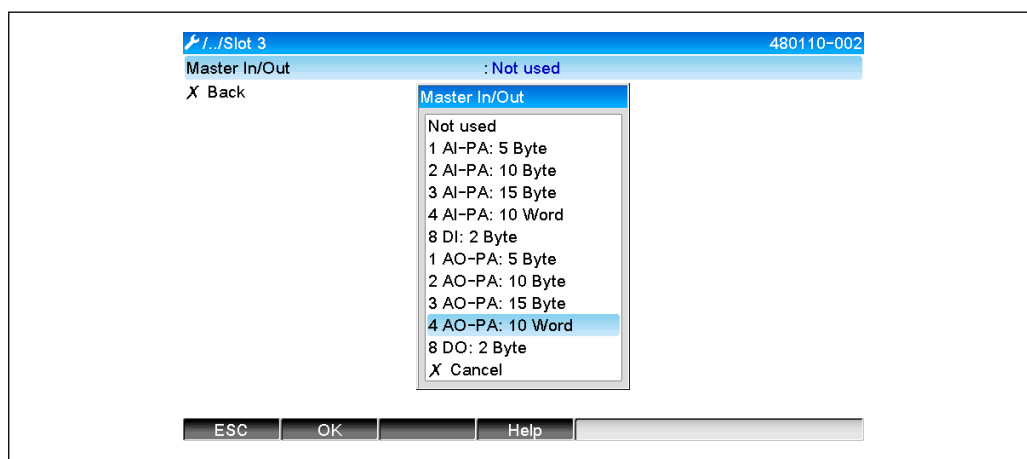 /../Slot 3 480110-002
Master In/Out : Not used
X Back
Master In/Out
Not used
1 AI-PA: 5 Byte
2 AI-PA: 10 Byte
3 AI-PA: 15 Byte
4 AI-PA: 10 Word
8 DI: 2 Byte
1 AO-PA: 5 Byte
2 AO-PA: 10 Byte
3 AO-PA: 15 Byte
4 AO-PA: 10 Word
8 DO: 2 Byte
X Cancel
ESC OK Help